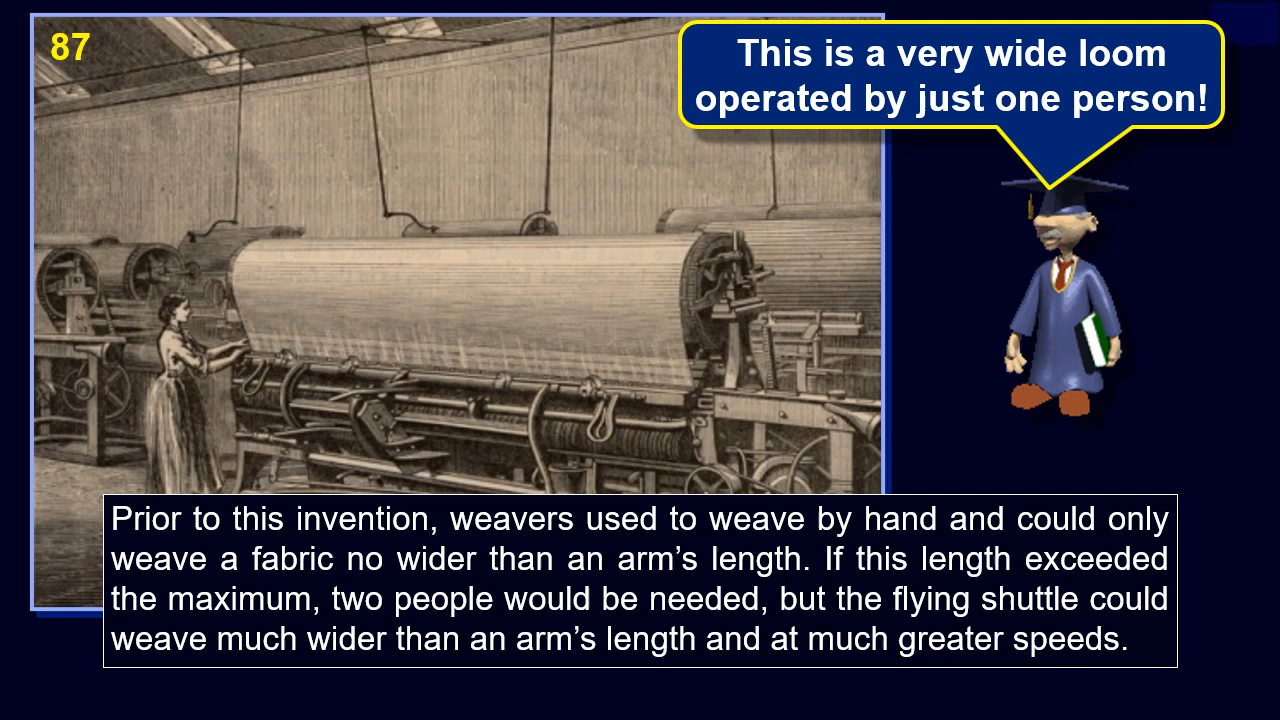 87
This is a very wide loom
operated by just one person!
Prior to this invention, weavers used to weave by hand and could only
weave a fabric no wider than an arm’s length. If this length exceeded
the maximum, two people would be needed, but the flying shuttle could
weave much wider than an arm’s length and at much greater speeds.